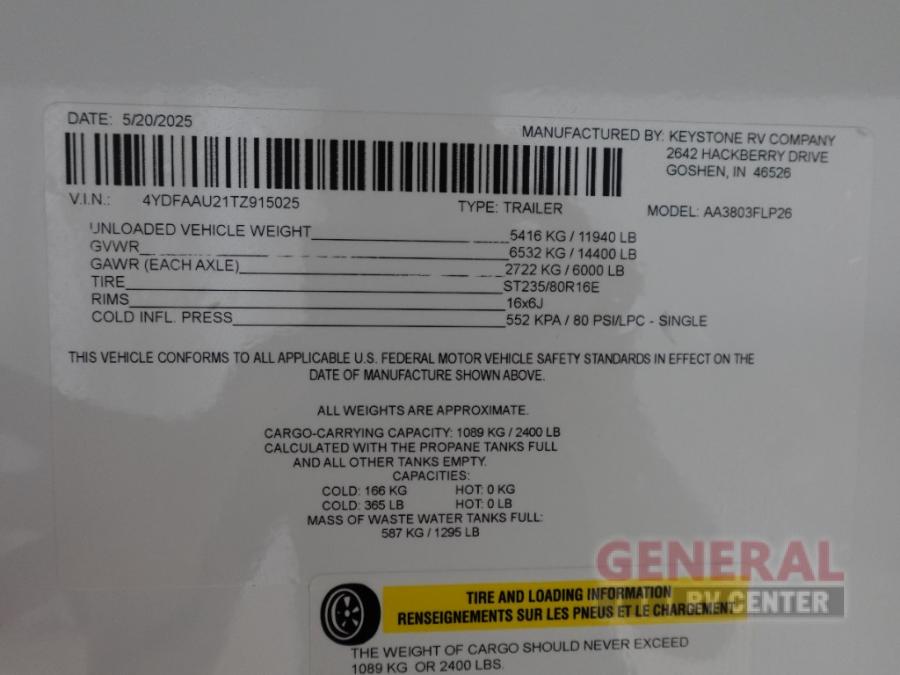 DATE: 5/20/2025
MANUFACTURED BY: KEYSTONE RV COMPANY
2642 HACKBERRY DRIVE
GOSHEN, IN 46526
V.I.N.: 4YDFAAU21TZ915025 TYPE: TRAILER MODEL: AA3803FLP26
UNLOADED VEHICLE WEIGHT 5416 KG / 11940 LB
GVWR 6532 KG / 14400 LB
GAWR (EACH AXLE) 2722 KG / 6000 LB
TIRE ST235/80R16E
RIMS 16x6J
COLD INFL. PRESS 552 KPA / 80 PSI/LPC - SINGLE
THIS VEHICLE CONFORMS TO ALL APPLICABLE U.S. FEDERAL MOTOR VEHICLE SAFETY STANDARDS IN EFFECT ON THE
DATE OF MANUFACTURE SHOWN ABOVE.
ALL WEIGHTS ARE APPROXIMATE.
CARGO-CARRYING CAPACITY: 1089 KG / 2400 LB
CALCULATED WITH THE PROPANE TANKS FULL
AND ALL OTHER TANKS EMPTY.
CAPACITIES:
COLD: 166 KG HOT: 0 KG
COLD: 365 LB HOT: 0 LB
MASS OF WASTE WATER TANKS FULL:
587 KG / 1295 LB
GENERAL
RV CENTER
TIRE AND LOADING INFORMATION
RENSEIGNEMENTS SUR LES PNEUS ET LE CHARGEMENT
THE WEIGHT OF CARGO SHOULD NEVER EXCEED
1089 KG OR 2400 LBS.